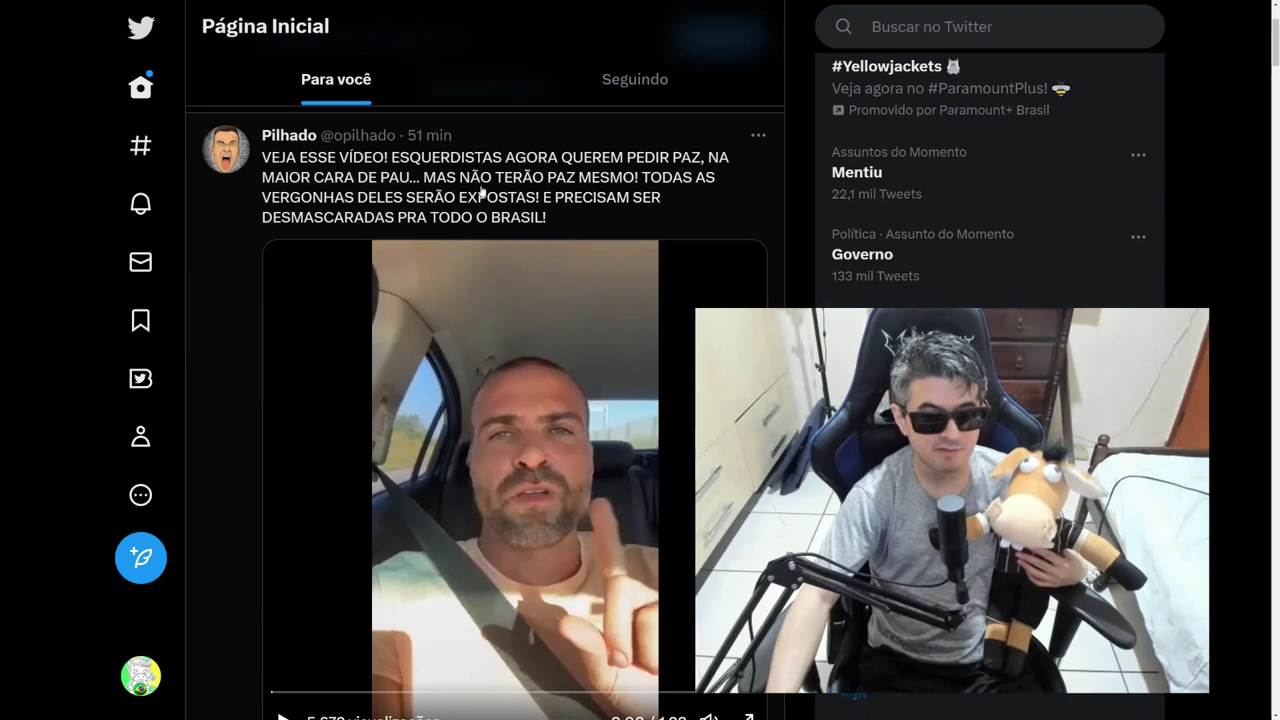 Página Inicial
Para você
Seguindo
Pilhado @opilhado · 51 min
VEJA ESSE VÍDEO! ESQUERDISTAS AGORA QUEREM PEDIR PAZ, NA
MAIOR CARA DE PAU... MAS NÃO TERÃO PAZ MESMO! TODAS AS
VERGONHAS DELES SERÃO EXPOSTAS! E PRECISAM SER
DESMASCARADAS PRA TODO O BRASIL!
Buscar no Twitter
#Yellowjackets
Veja agora no #ParamountPlus!
Promovido por Paramount+ Brasil
Assuntos do Momento
Mentiu
22,1 mil Tweets
Política · Assunto do Momento
Governo
133 mil Tweets